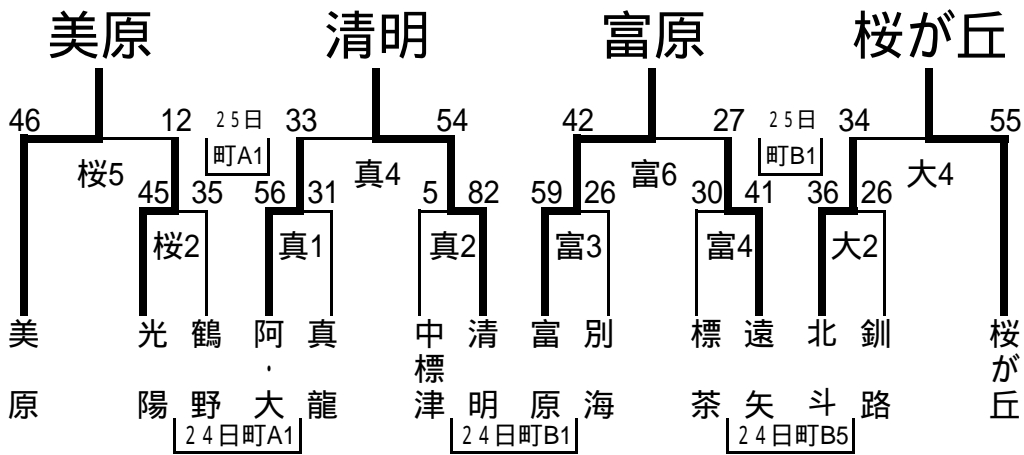 美原 清明 富原 桜が丘
46 12 25日 33 54 42 27 25日 34 55
町A1 町B1
桜5 真4 富6 大4
45 35 56 31 5 82 59 26 30 41 36 26
桜2 真1 真2 富3 富4 大2
美原 光陽 鶴野 阿・大 真龍 中標津 清明 富原 別海 標茶 遠矢 北斗 釧路 桜が丘
24日町A1 24日町B1 24日町B5